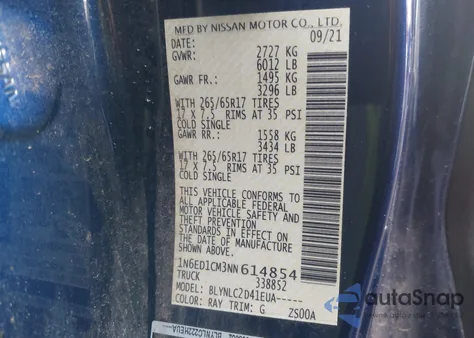 MFD BY NISSAN MOTOR CO., LTD.
DATE: 09/21
GVWR: 2727 KG
6012 LB
GAWR FR: 1495 KG
3296 LB
WITH 265/65R17 TIRES
17 X 7.5 RIMS AT 35 PSI
COLD SINGLE
GAWR RR: 1558 KG
3434 LB
WITH 265/65R17 TIRES
17 X 7.5 RIMS AT 35 PSI
COLD SINGLE
THIS VEHICLE CONFORMS TO
ALL APPLICABLE FEDERAL
MOTOR VEHICLE SAFETY AND
THEFT PREVENTION
STANDARDS IN EFFECT ON
THE DATE OF MANUFACTURE
SHOWN ABOVE.
1N6ED1CM3NN614854
TRUCK 338852
MODEL: BLYNLC2D41EUA-----
COLOR: RAY TRIM: G ZS00A
autoSnap
www.autosnap.cc